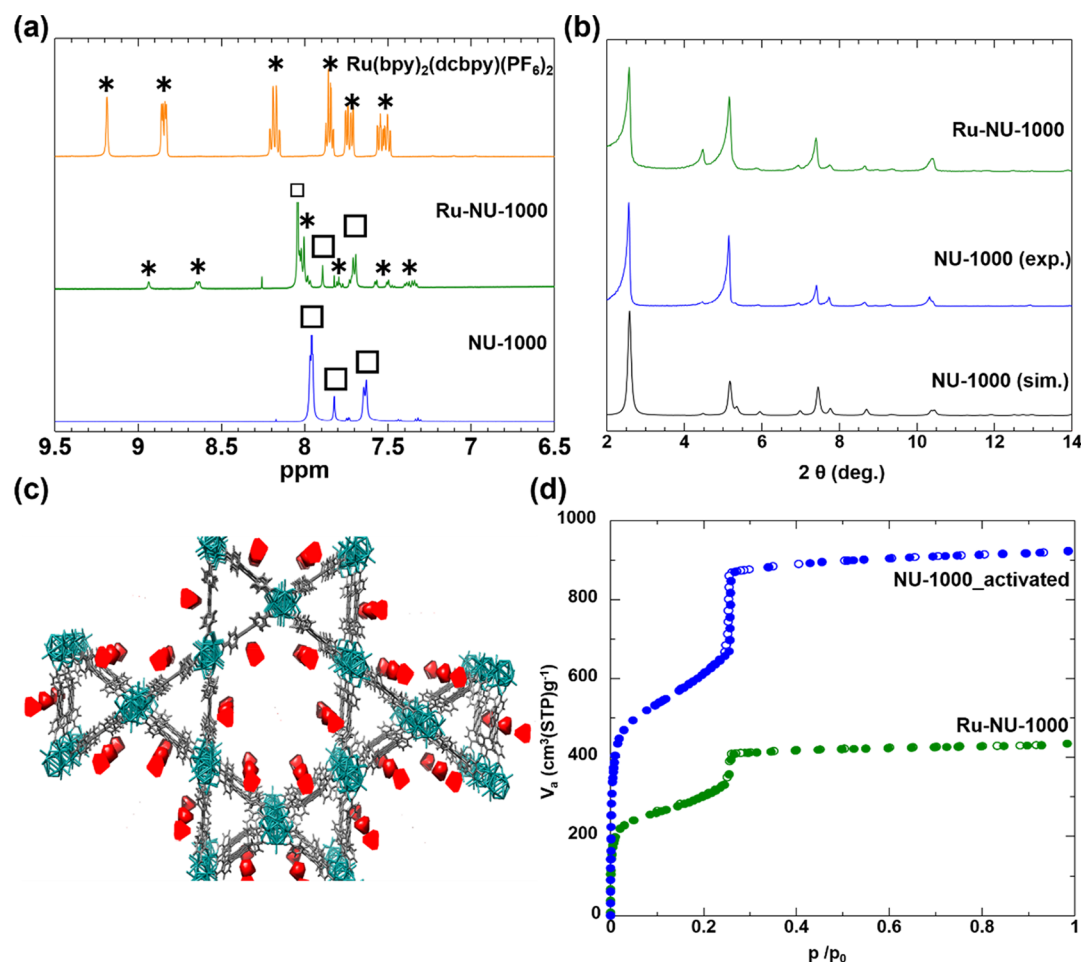 (a)
Ru(bpy)₂(dcbpy)(PF₆)₂
* * * * * *
Ru-NU-1000
* * * * * *
NU-1000
9.5 9 8.5 8 7.5 7 6.5
ppm
(b)
Ru-NU-1000
NU-1000 (exp.)
NU-1000 (sim.)
2 4 6 8 10 12 14
2 θ (deg.)
(c)
(d)
1000
800
600
400
200
0
Vₐ (cm³(STP)g⁻¹
NU-1000_activated
Ru-NU-1000
0 0.2 0.4 0.6 0.8 1
p /p₀